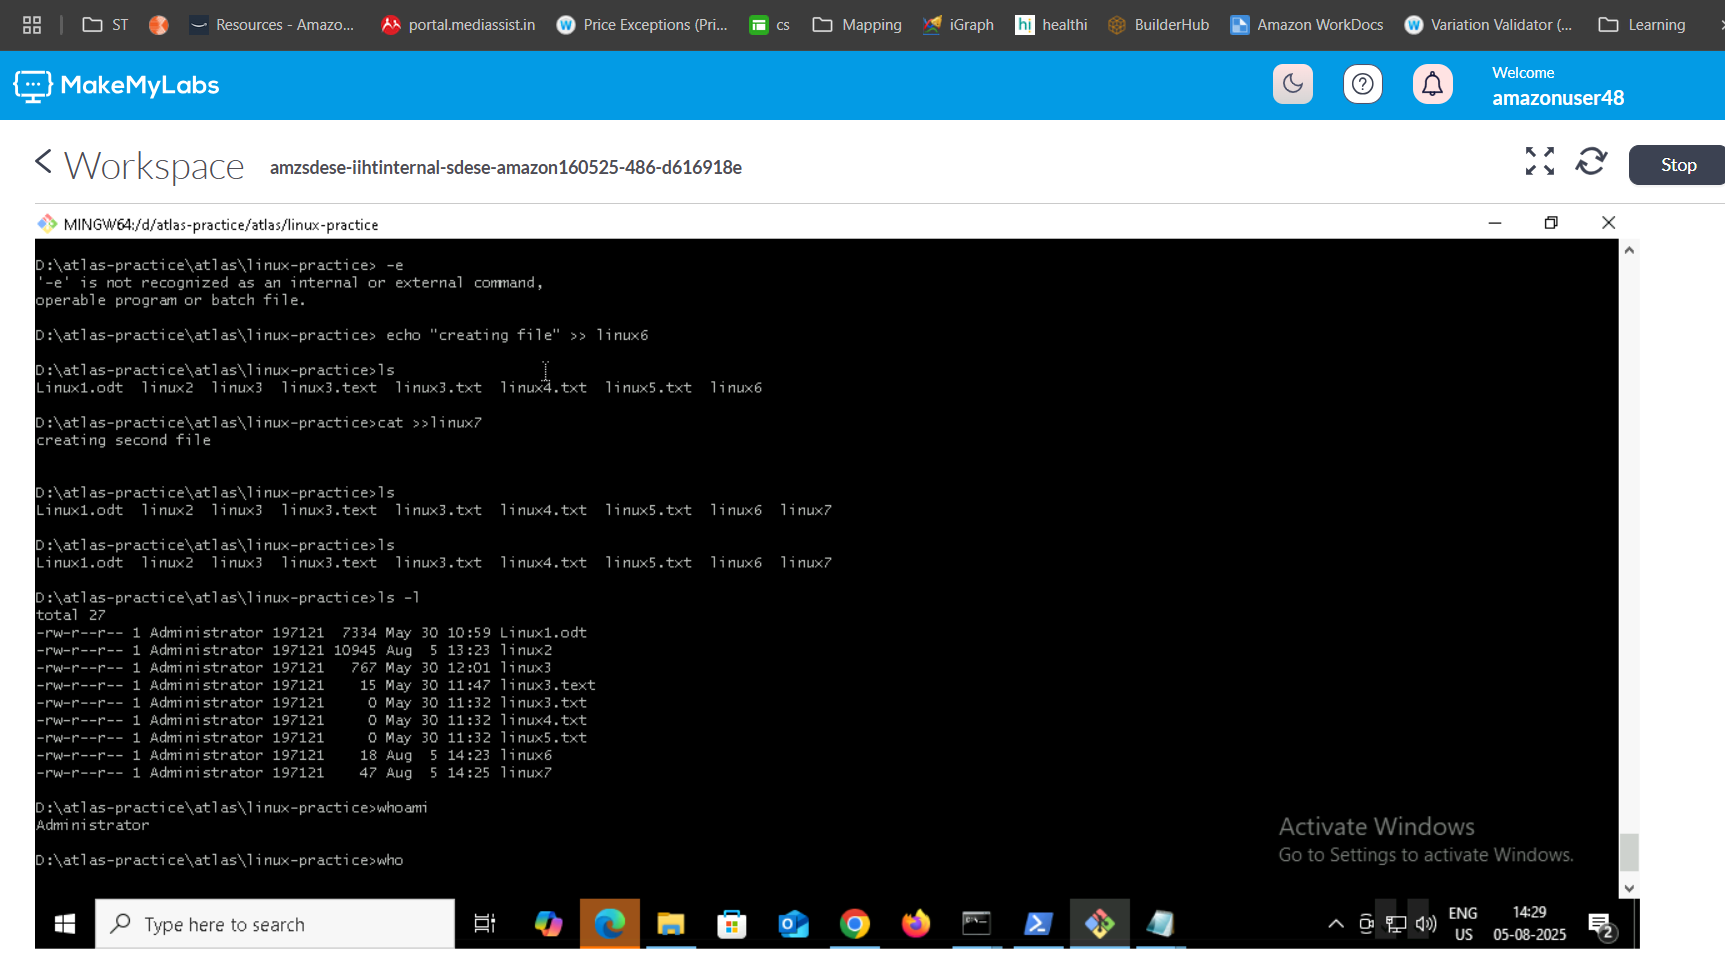 ST Resources - Amazo... portal.mediassist.in Price Exceptions (Pri... cs Mapping iGraph hi healthi BuilderHub Amazon WorkDocs Variation Validator (... Learning
MakeMyLabs
Welcome
amazonuser48
Workspace amzsdese-iihtinternal-sdese-amazon160525-486-d616918e
Stop
MINGW64:/d/atlas-practice/atlas/linux-practice
D:\atlas-practice\atlas\linux-practice> -e
'-e' is not recognized as an internal or external command,
operable program or batch file.
D:\atlas-practice\atlas\linux-practice> echo "creating file" >> linux6
D:\atlas-practice\atlas\linux-practice>ls
Linux1.odt  linux2  linux3  linux3.text  linux3.txt  linux4.txt  linux5.txt  linux6
D:\atlas-practice\atlas\linux-practice>cat >>linux7
creating second file
D:\atlas-practice\atlas\linux-practice>ls
Linux1.odt  linux2  linux3  linux3.text  linux3.txt  linux4.txt  linux5.txt  linux6  linux7
D:\atlas-practice\atlas\linux-practice>ls
Linux1.odt  linux2  linux3  linux3.text  linux3.txt  linux4.txt  linux5.txt  linux6  linux7
D:\atlas-practice\atlas\linux-practice>ls -l
total 27
-rw-r--r-- 1 Administrator 197121  7334 May 30 10:59 Linux1.odt
-rw-r--r-- 1 Administrator 197121 10945 Aug  5 13:23 linux2
-rw-r--r-- 1 Administrator 197121   767 May 30 12:01 linux3
-rw-r--r-- 1 Administrator 197121    15 May 30 11:47 linux3.text
-rw-r--r-- 1 Administrator 197121     0 May 30 11:32 linux3.txt
-rw-r--r-- 1 Administrator 197121     0 May 30 11:32 linux4.txt
-rw-r--r-- 1 Administrator 197121     0 May 30 11:32 linux5.txt
-rw-r--r-- 1 Administrator 197121    18 Aug  5 14:23 linux6
-rw-r--r-- 1 Administrator 197121    47 Aug  5 14:25 linux7
D:\atlas-practice\atlas\linux-practice>whoami
Administrator
D:\atlas-practice\atlas\linux-practice>who
Activate Windows
Go to Settings to activate Windows.
Type here to search
ENG
US
14:29
05-08-2025
2